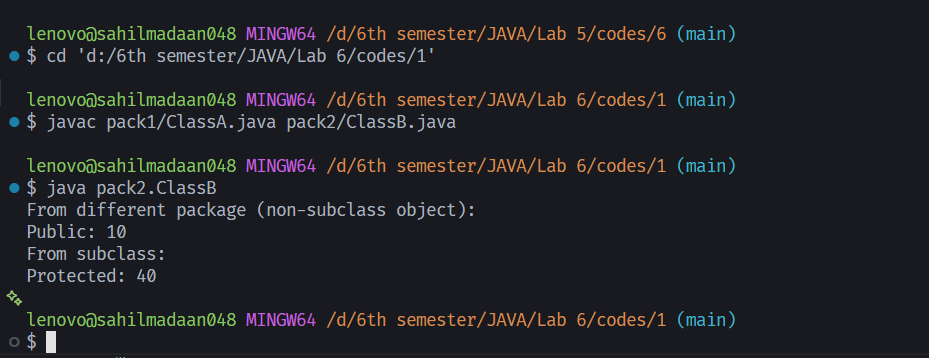 lenovo@sahilmadaan048 MINGW64 /d/6th semester/JAVA/Lab 5/codes/6 (main)
$ cd 'd:/6th semester/JAVA/Lab 6/codes/1'
lenovo@sahilmadaan048 MINGW64 /d/6th semester/JAVA/Lab 6/codes/1 (main)
$ javac pack1/ClassA.java pack2/ClassB.java
lenovo@sahilmadaan048 MINGW64 /d/6th semester/JAVA/Lab 6/codes/1 (main)
$ java pack2.ClassB
From different package (non-subclass object):
Public: 10
From subclass:
Protected: 40
lenovo@sahilmadaan048 MINGW64 /d/6th semester/JAVA/Lab 6/codes/1 (main)
$